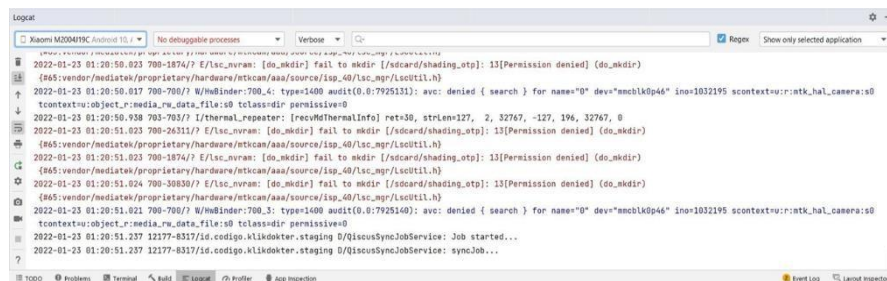 Logcat
Xiaomi M2004J19C Android 10, A
No debuggable processes
Verbose
Regex
Show only selected application
{#65:vendor/mediatek/proprietary/hardware/mtkcam/aaa/source/isp_40/lsc_mgr/LscUtil.h}
2022-01-23 01:20:50.023 700-1874/? E/lsc_nvram: [do_mkdir] fail to mkdir [/sdcard/shading_otp]: 13[Permission denied] (do_mkdir)
{#65:vendor/mediatek/proprietary/hardware/mtkcam/aaa/source/isp_40/lsc_mgr/LscUtil.h}
2022-01-23 01:20:50.017 700-700/? W/HwBinder:700_4: type=1400 audit(0.0:7925131): avc: denied { search } for name="0" dev="mmcblk0p46" ino=1032195 scontext=u:r:mtk_hal_camera:s0
tcontext=u:object_r:media_rw_data_file:s0 tclass=dir permissive=0
2022-01-23 01:20:50.938 703-703/? I/thermal_repeater: [recvMdThermalInfo] ret=30, strLen=127, 2, 32767, -127, 196, 32767, 0
2022-01-23 01:20:51.023 700-26311/? E/lsc_nvram: [do_mkdir] fail to mkdir [/sdcard/shading_otp]: 13[Permission denied] (do_mkdir)
{#65:vendor/mediatek/proprietary/hardware/mtkcam/aaa/source/isp_40/lsc_mgr/LscUtil.h}
2022-01-23 01:20:51.023 700-1874/? E/lsc_nvram: [do_mkdir] fail to mkdir [/sdcard/shading_otp]: 13[Permission denied] (do_mkdir)
{#65:vendor/mediatek/proprietary/hardware/mtkcam/aaa/source/isp_40/lsc_mgr/LscUtil.h}
2022-01-23 01:20:51.024 700-30830/? E/lsc_nvram: [do_mkdir] fail to mkdir [/sdcard/shading_otp]: 13[Permission denied] (do_mkdir)
{#65:vendor/mediatek/proprietary/hardware/mtkcam/aaa/source/isp_40/lsc_mgr/LscUtil.h}
2022-01-23 01:20:51.021 700-700/? W/HwBinder:700_3: type=1400 audit(0.0:7925140): avc: denied { search } for name="0" dev="mmcblk0p46" ino=1032195 scontext=u:r:mtk_hal_camera:s0
tcontext=u:object_r:media_rw_data_file:s0 tclass=dir permissive=0
2022-01-23 01:20:51.237 12177-8317/id.codigo.klikdokter.staging D/QiscusSyncJobService: Job started...
2022-01-23 01:20:51.237 12177-8317/id.codigo.klikdokter.staging D/QiscusSyncJobService: syncJob...
TODO
Problems
Terminal
Build
Logcat
Profiler
App Inspection
Event Log
Layout Inspector